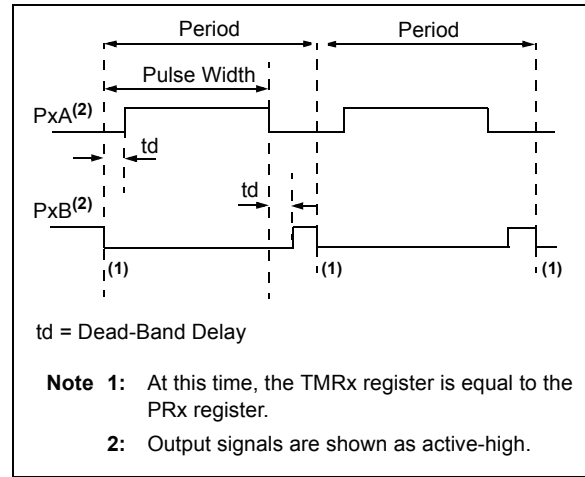 Period Period
Pulse Width
PxA(2)
td
td
PxB(2)
(1) (1) (1)
td = Dead-Band Delay
Note 1: At this time, the TMRx register is equal to the
PRx register.
2: Output signals are shown as active-high.